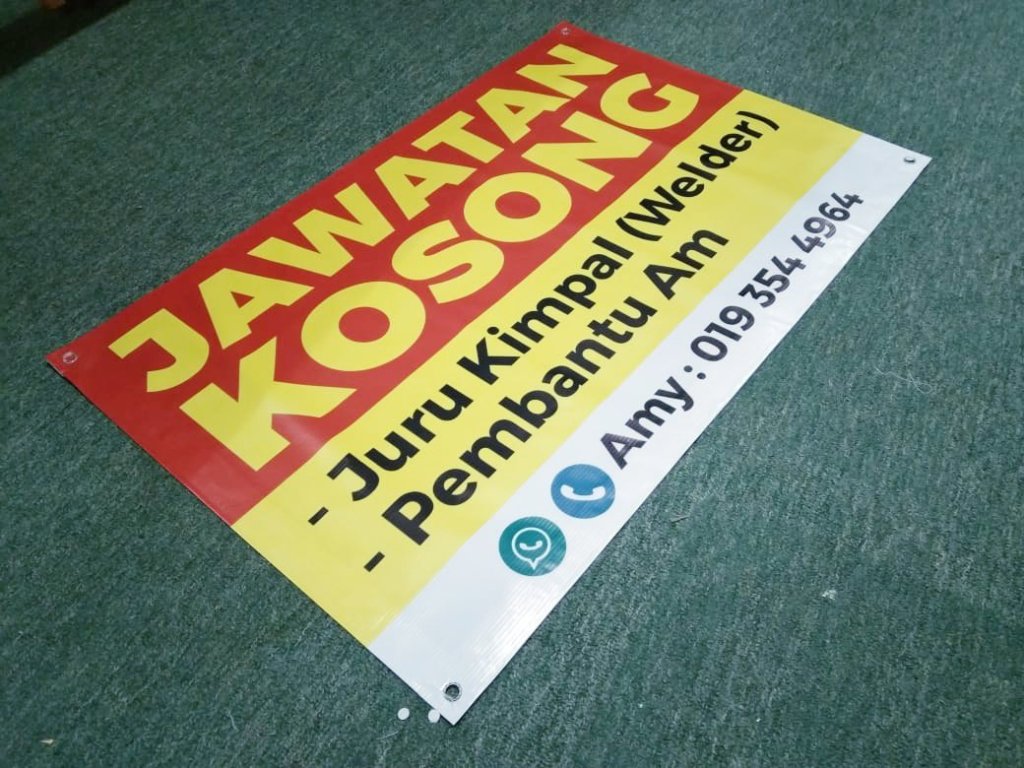 JAWATAN
KOSONG
- Juru Kimpal (Welder)
- Pembantu Am
Amy : 019 354 4964